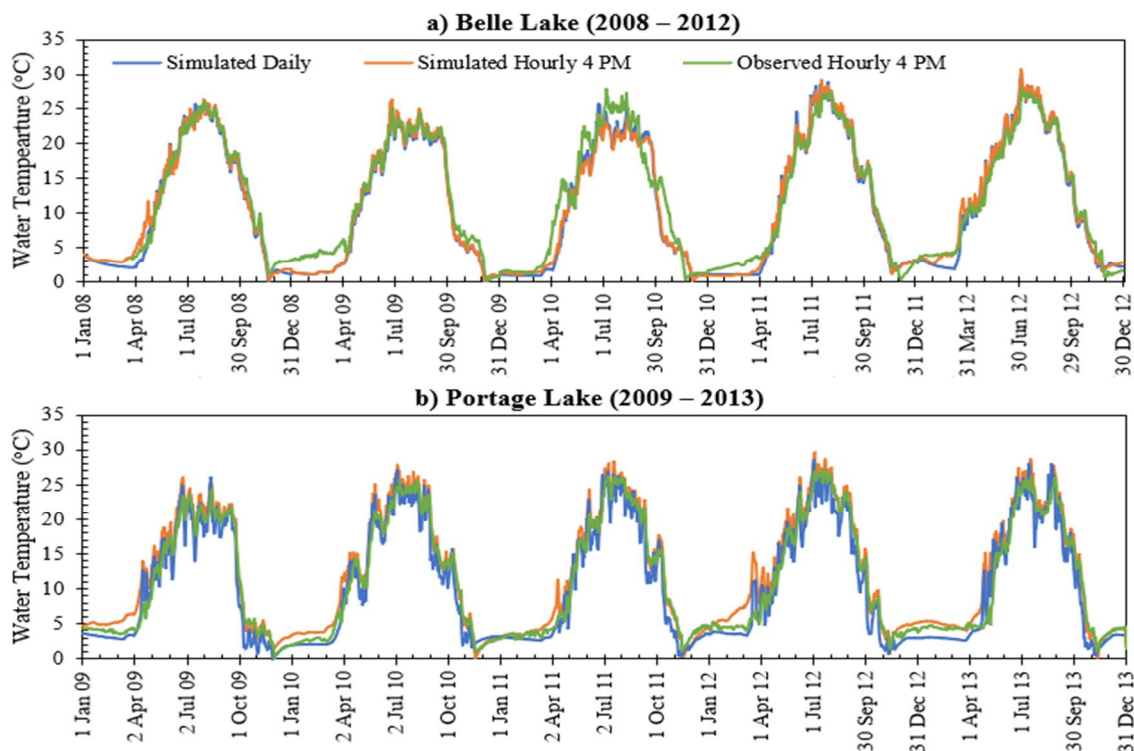 a) Belle Lake (2008 – 2012)
35
30
25
20
15
10
5
0
Water Tempearture (°C)
Simulated Daily
Simulated Hourly 4 PM
Observed Hourly 4 PM
1 Jan 08
1 Apr 08
1 Jul 08
30 Sep 08
31 Dec 08
1 Apr 09
1 Jul 09
30 Sep 09
31 Dec 09
1 Apr 10
1 Jul 10
30 Sep 10
31 Dec 10
1 Apr 11
1 Jul 11
30 Sep 11
31 Dec 11
31 Mar 12
30 Jun 12
29 Sep 12
30 Dec 12
b) Portage Lake (2009 – 2013)
35
30
25
20
15
10
5
0
Water Temperature (°C)
1 Jan 09
2 Apr 09
2 Jul 09
1 Oct 09
1 Jan 10
2 Apr 10
2 Jul 10
1 Oct 10
1 Jan 11
2 Apr 11
2 Jul 11
1 Oct 11
1 Jan 12
1 Apr 12
1 Jul 12
30 Sep 12
31 Dec 12
1 Apr 13
1 Jul 13
30 Sep 13
31 Dec 13